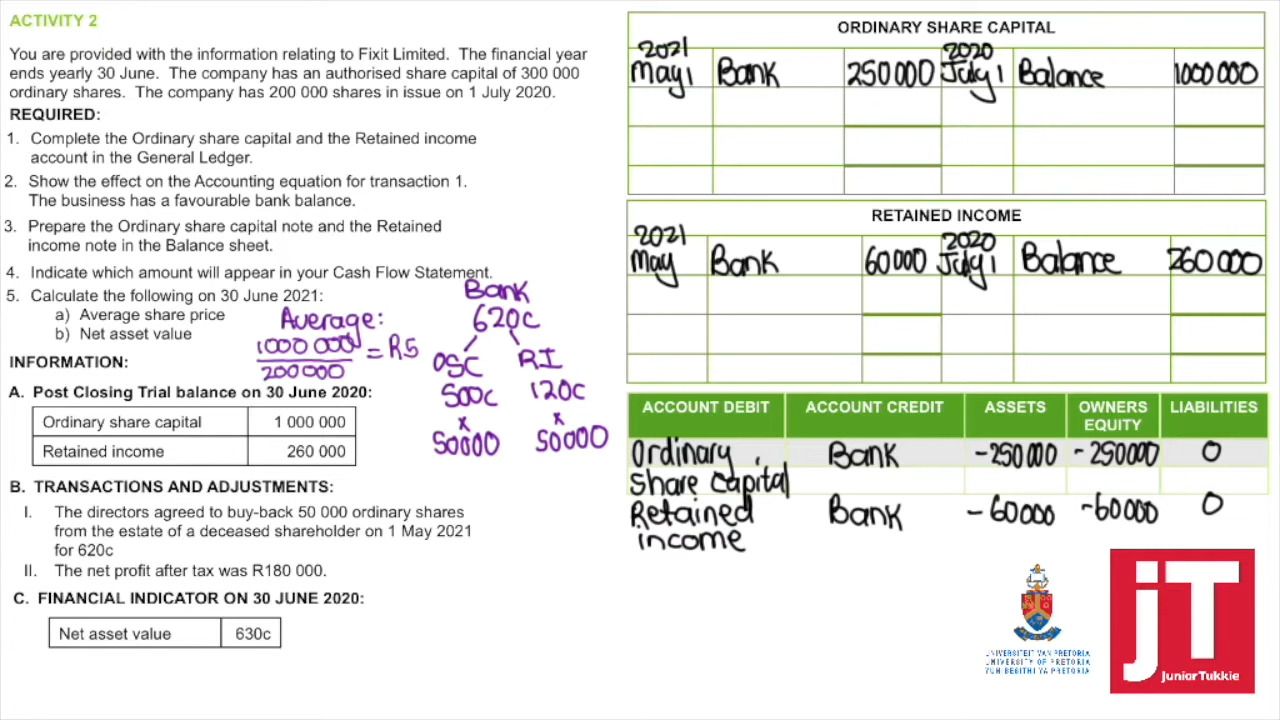 ACTIVITY 2
You are provided with the information relating to Fixit Limited. The financial year
ends yearly 30 June. The company has an authorised share capital of 300 000
ordinary shares. The company has 200 000 shares in issue on 1 July 2020.
REQUIRED:
1. Complete the Ordinary share capital and the Retained income
account in the General Ledger.
2. Show the effect on the Accounting equation for transaction 1.
The business has a favourable bank balance.
3. Prepare the Ordinary share capital note and the Retained
income note in the Balance sheet.
4. Indicate which amount will appear in your Cash Flow Statement.
5. Calculate the following on 30 June 2021:
a) Average share price
b) Net asset value
Average:
1000 000
200 000
= R5
Bank
620c
OSC RI
500c 120c
x x
50000 50000
INFORMATION:
A. Post Closing Trial balance on 30 June 2020:
Ordinary share capital 1 000 000
Retained income 260 000
B. TRANSACTIONS AND ADJUSTMENTS:
I. The directors agreed to buy-back 50 000 ordinary shares
from the estate of a deceased shareholder on 1 May 2021
for 620c
II. The net profit after tax was R180 000.
C. FINANCIAL INDICATOR ON 30 JUNE 2020:
Net asset value 630c
ORDINARY SHARE CAPITAL
2021 2020
May 1 Bank 250 000 July 1 Balance 1000 000
RETAINED INCOME
2021 2020
May Bank 60 000 July 1 Balance 260 000
ACCOUNT DEBIT ACCOUNT CREDIT ASSETS OWNERS EQUITY LIABILITIES
Ordinary Bank -250000 -250000 0
Share capital
Retained Bank -60000 -60000 0
income
UNIVERSITEIT VAN PRETORIA
UNIVERSITY OF PRETORIA
YUNIBESITHI YA PRETORIA
jT
JuniorTukkie